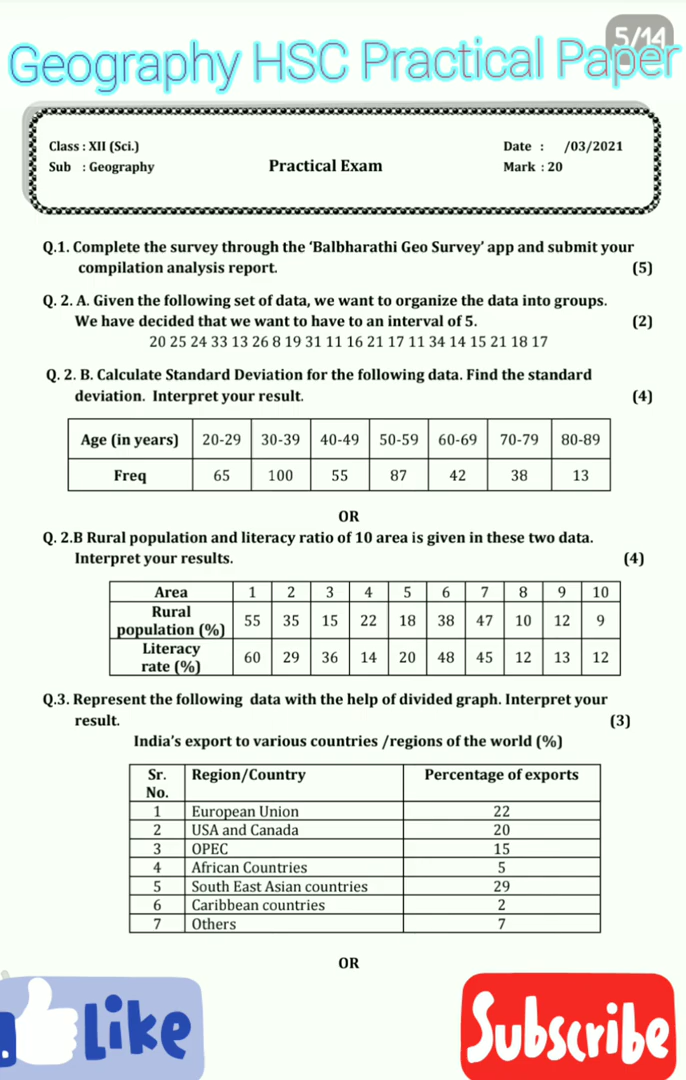 5/14
Geography HSC Practical Paper
Class : XII (Sci.) Date : /03/2021
Sub : Geography Practical Exam Mark : 20
Q.1. Complete the survey through the ‘Balbharathi Geo Survey’ app and submit your
compilation analysis report. (5)
Q. 2. A. Given the following set of data, we want to organize the data into groups.
We have decided that we want to have to an interval of 5. (2)
20 25 24 33 13 26 8 19 31 11 16 21 17 11 34 14 15 21 18 17
Q. 2. B. Calculate Standard Deviation for the following data. Find the standard
deviation. Interpret your result. (4)
Age (in years) 20-29 30-39 40-49 50-59 60-69 70-79 80-89
Freq 65 100 55 87 42 38 13
OR
Q. 2.B Rural population and literacy ratio of 10 area is given in these two data.
Interpret your results. (4)
Area 1 2 3 4 5 6 7 8 9 10
Rural
population (%) 55 35 15 22 18 38 47 10 12 9
Literacy
rate (%) 60 29 36 14 20 48 45 12 13 12
Q.3. Represent the following data with the help of divided graph. Interpret your
result. (3)
India’s export to various countries /regions of the world (%)
Sr. Region/Country Percentage of exports
No.
1 European Union 22
2 USA and Canada 20
3 OPEC 15
4 African Countries 5
5 South East Asian countries 29
6 Caribbean countries 2
7 Others 7
OR
Like
Subscribe